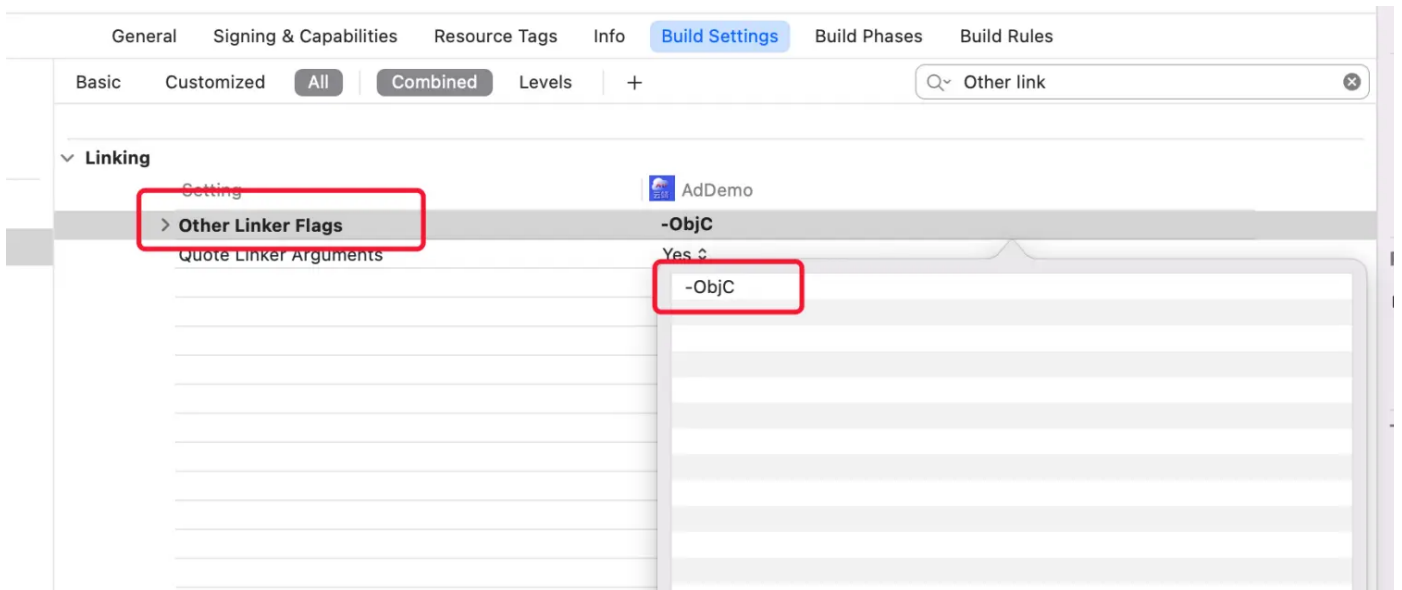 General Signing & Capabilities Resource Tags Info Build Settings Build Phases Build Rules
Basic Customized All Combined Levels + Other link
Linking
Setting AdDemo
Other Linker Flags -ObjC
Quote Linker Arguments Yes
-ObjC